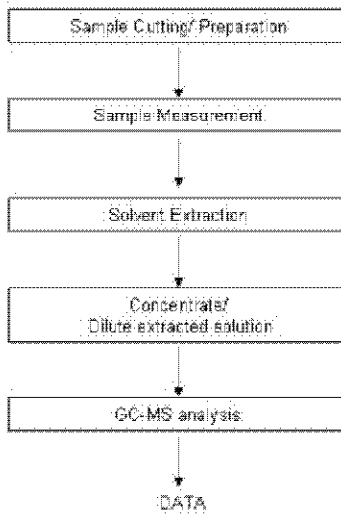 Sample Cutting/ Preparation
Sample Measurement
Solvent Extraction
Concentrate/
Dilute extracted solution
GC-MS analysis
DATA